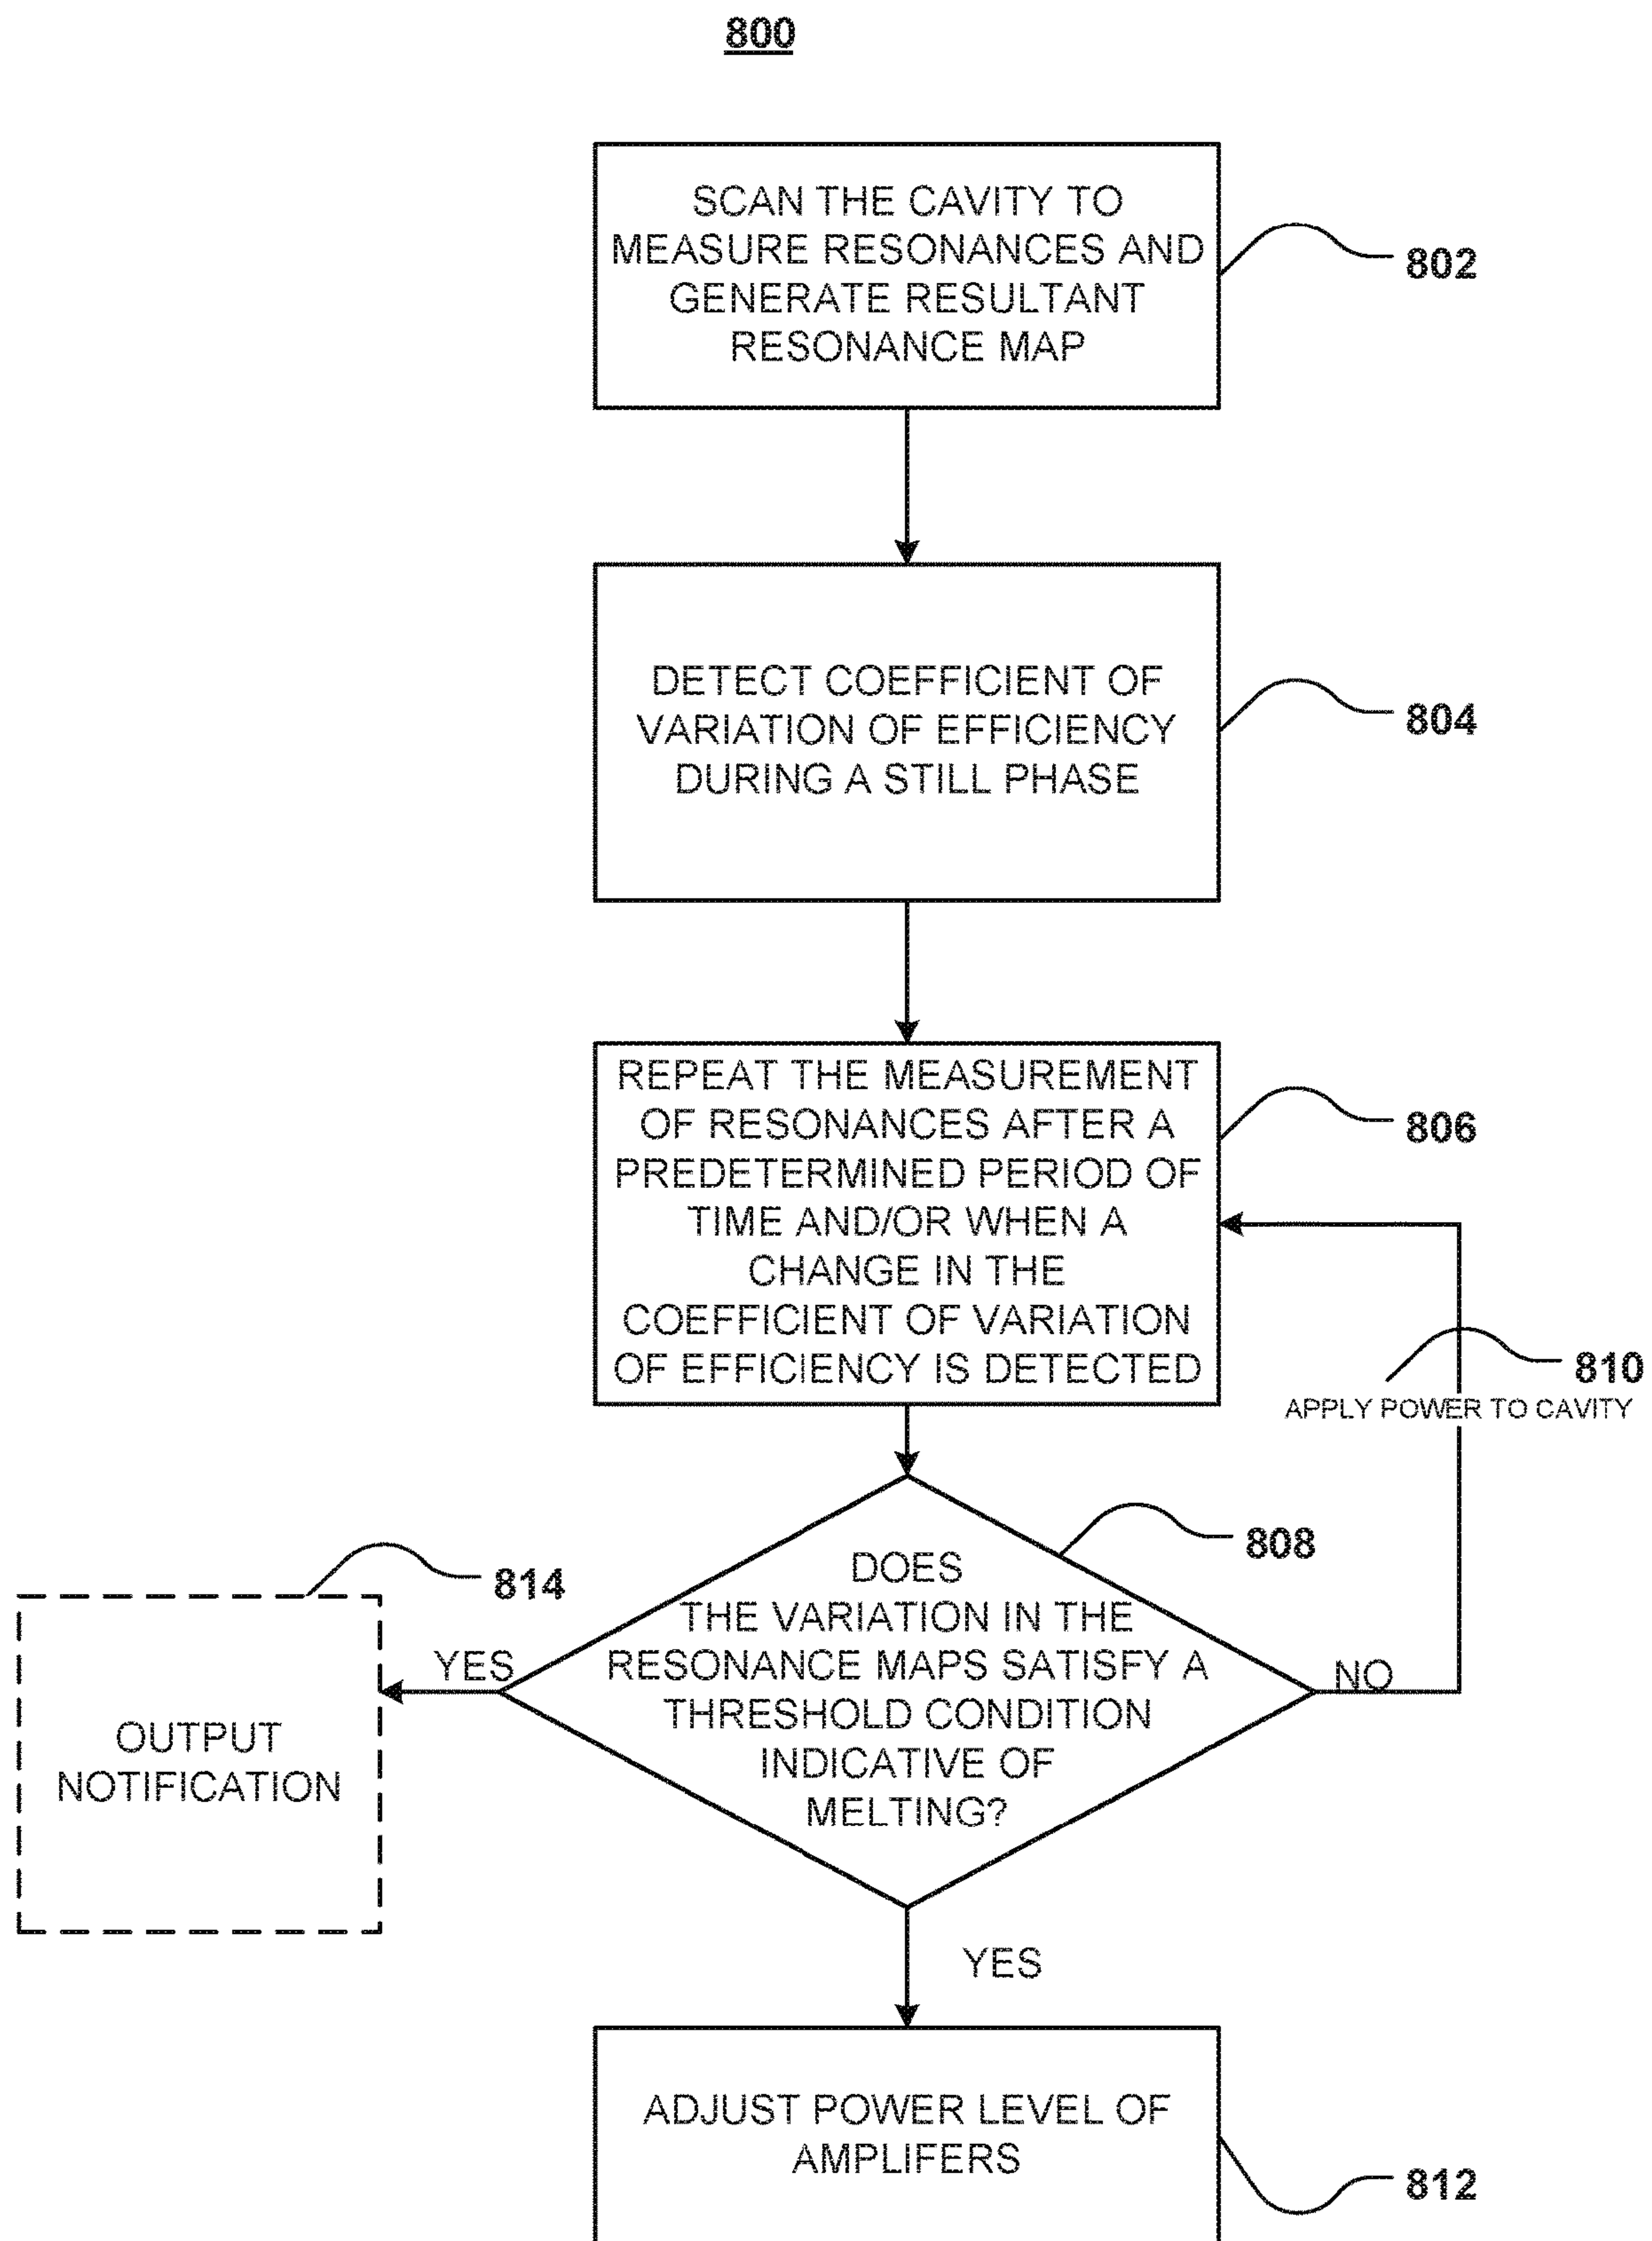 800
SCAN THE CAVITY TO
MEASURE RESONANCES AND
GENERATE RESULTANT
RESONANCE MAP
802
DETECT COEFFICIENT OF
VARIATION OF EFFICIENCY
DURING A STILL PHASE
804
REPEAT THE MEASUREMENT
OF RESONANCES AFTER A
PREDETERMINED PERIOD OF
TIME AND/OR WHEN A
CHANGE IN THE
COEFFICIENT OF VARIATION
OF EFFICIENCY IS DETECTED
806
810
APPLY POWER TO CAVITY
808
DOES
THE VARIATION IN THE
RESONANCE MAPS SATISFY A
THRESHOLD CONDITION
INDICATIVE OF
MELTING?
NO
YES
814
OUTPUT
NOTIFICATION
YES
ADJUST POWER LEVEL OF
AMPLIFERS
812